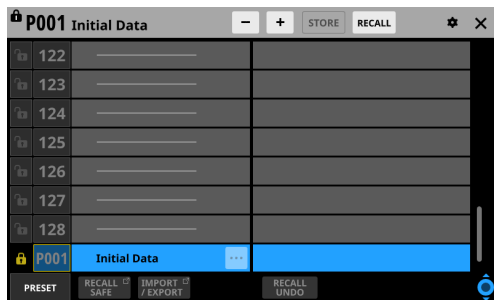 P001 Initial Data - + STORE RECALL
122
123
124
125
126
127
128
P001 Initial Data ...
PRESET RECALL SAFE IMPORT / EXPORT RECALL UNDO